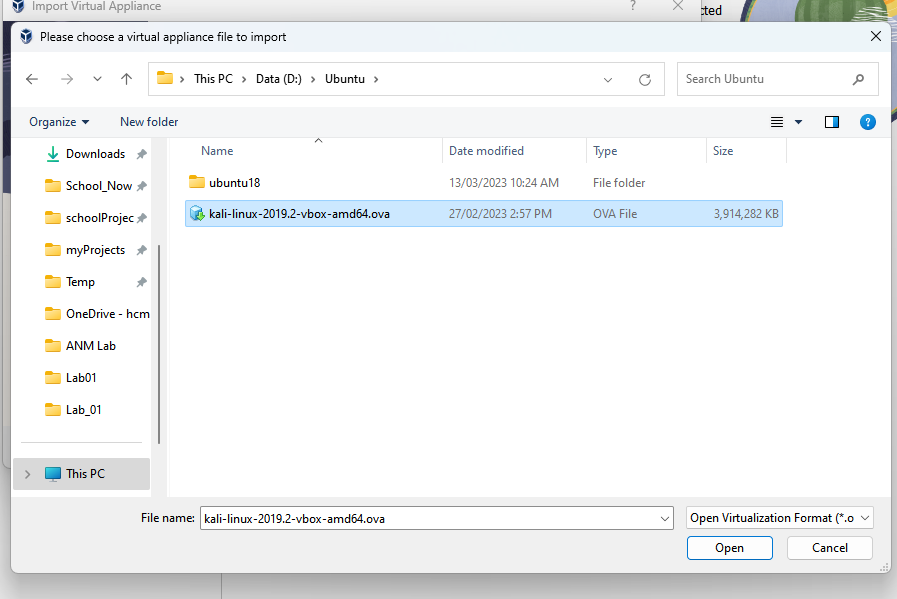 Import Virtual Appliance ?
cted
Please choose a virtual appliance file to import
This PC > Data (D:) > Ubuntu >
Search Ubuntu
Organize New folder
?
Name Date modified Type Size
Downloads
School_Now
schoolProjec
myProjects
Temp
OneDrive - hcm
ANM Lab
Lab01
Lab_01
This PC
ubuntu18 13/03/2023 10:24 AM File folder
kali-linux-2019.2-vbox-amd64.ova 27/02/2023 2:57 PM OVA File 3,914,282 KB
File name: kali-linux-2019.2-vbox-amd64.ova Open Virtualization Format (*.o
Open Cancel